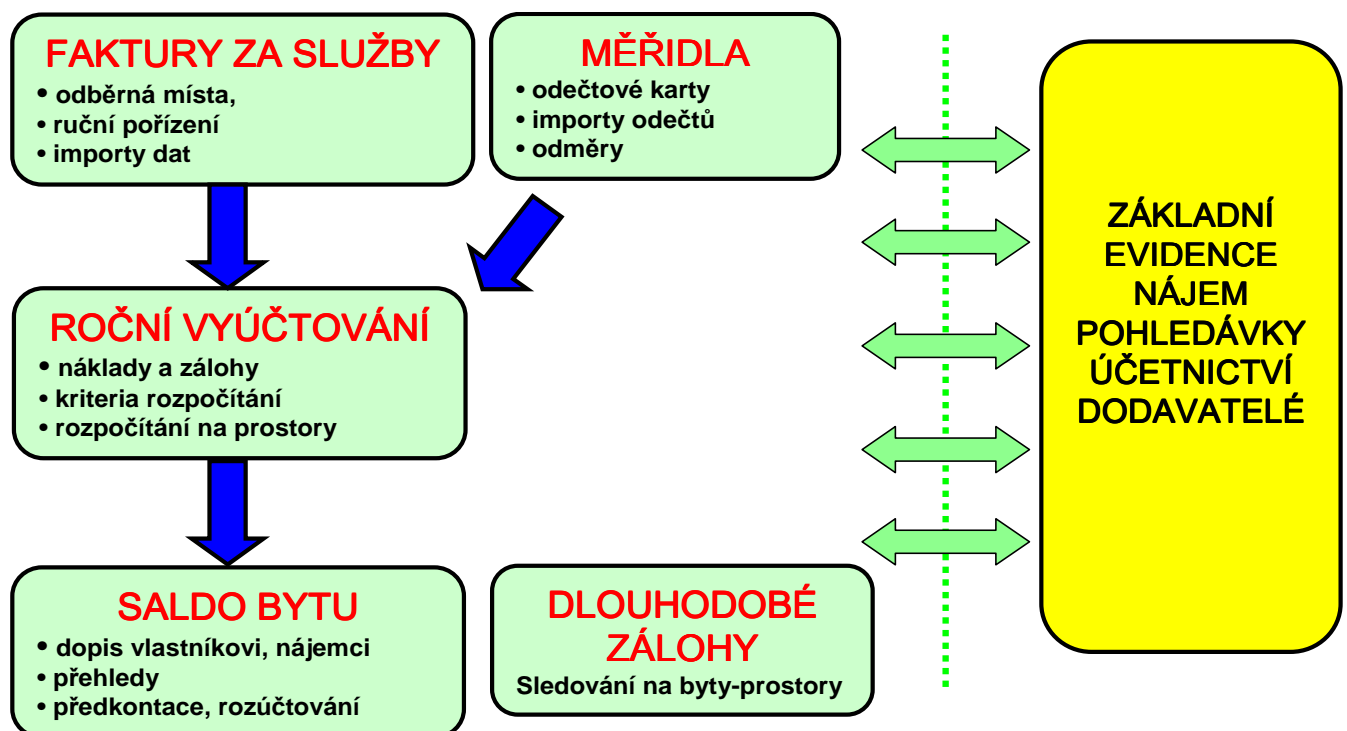 FAKTURY ZA SLUŽBY
• odběrná místa,
• ruční pořízení
• importy dat
MĚŘIDLA
• odečtové karty
• importy odečtů
• odměry
ROČNÍ VYÚČTOVÁNÍ
• náklady a zálohy
• kriteria rozpočítání
• rozpočítání na prostory
SALDO BYTU
• dopis vlastníkovi, nájemci
• přehledy
• předkontace, rozúčtování
DLOUHODOBÉ
ZÁLOHY
Sledování na byty-prostory
ZÁKLADNÍ
EVIDENCE
NÁJEM
POHLEDÁVKY
ÚČETNICTVÍ
DODAVATELÉ